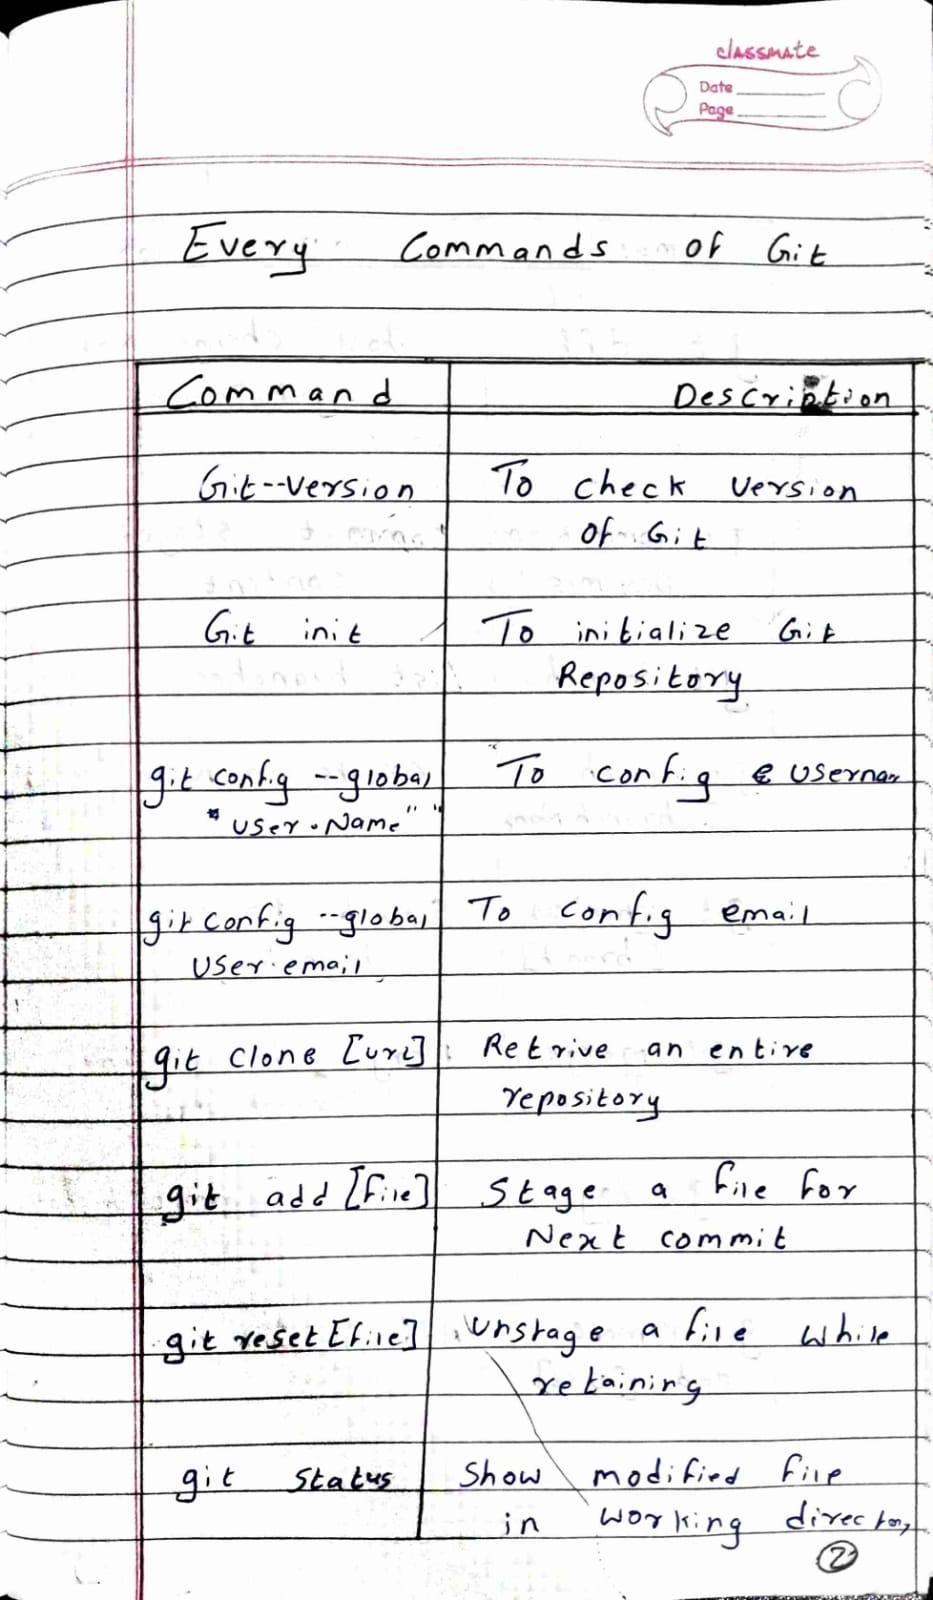 classmate
Date
Page
Every Commands of Git
Command Description
Git--version To check version
of Git
Git init To initialize Git
Repository
git config --global To config usernam
"user.Name" " "
git config --global To config email
user.email
git clone [url] Retrive an entire
repository
git add [file] Stage a file for
Next commit
git reset [file] Unstage a file while
retaining
git status Show modified file
in working director,
2